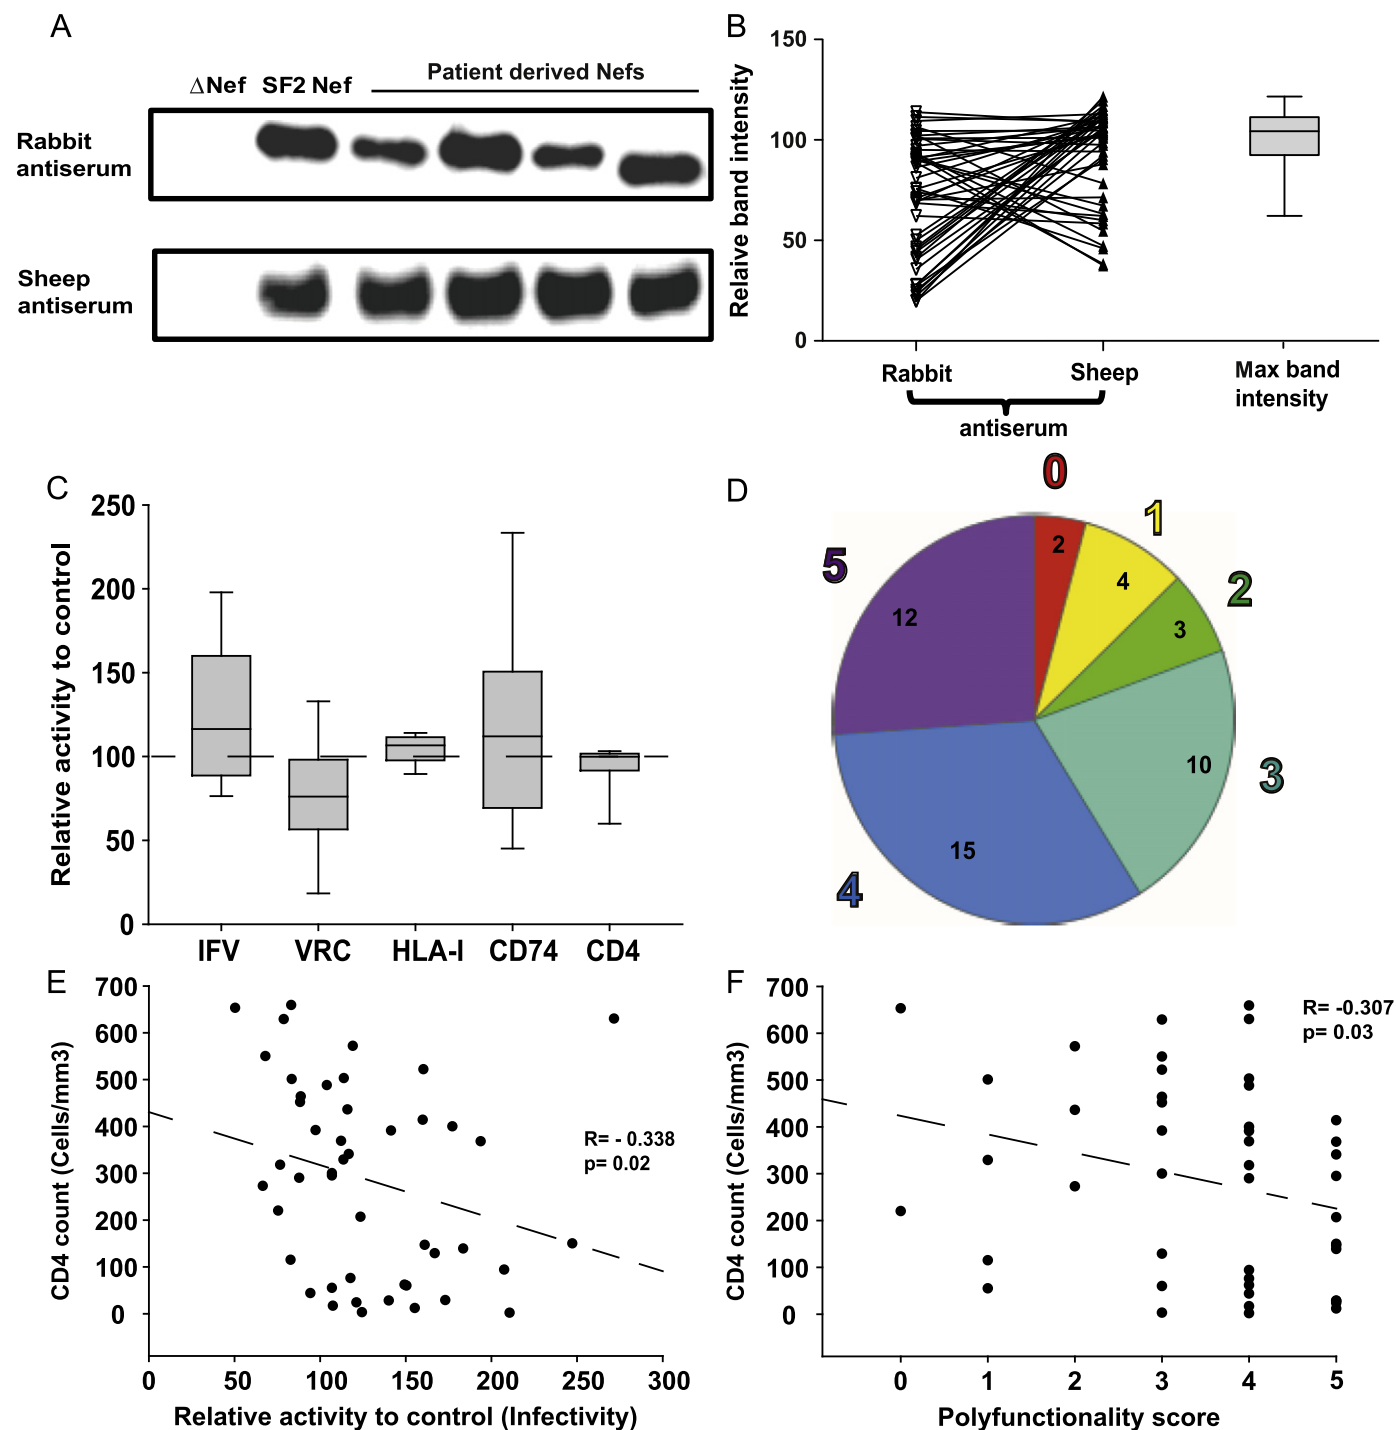 A
ΔNef SF2 Nef
Patient derived Nefs
Rabbit
antiserum
Sheep
antiserum
B
Relaive band intensity
150
100
50
0
Rabbit
Sheep
Max band
intensity
antiserum
C
Relative activity to control
250
200
150
100
50
0
IFV
VRC
HLA-I
CD74
CD4
D
0
1
2
3
4
5
2
4
3
10
15
12
E
CD4 count (Cells/mm3)
700
600
500
400
300
200
100
0
R= - 0.338
p= 0.02
0
50
100
150
200
250
300
Relative activity to control (Infectivity)
F
CD4 count (Cells/mm3)
700
600
500
400
300
200
100
0
R= -0.307
p= 0.03
0
1
2
3
4
5
Polyfunctionality score